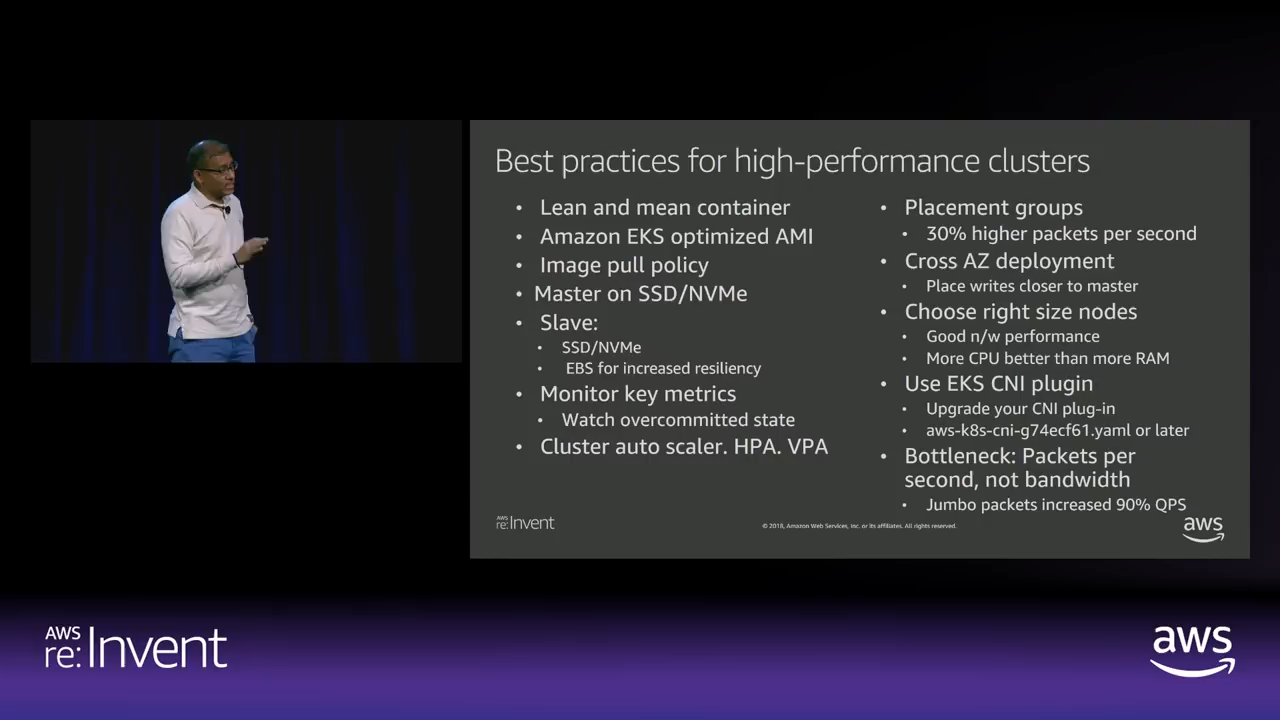 Best practices for high-performance clusters
• Lean and mean container
• Amazon EKS optimized AMI
• Image pull policy
• Master on SSD/NVMe
• Slave:
• SSD/NVMe
• EBS for increased resiliency
• Monitor key metrics
• Watch overcommitted state
• Cluster auto scaler. HPA. VPA
• Placement groups
• 30% higher packets per second
• Cross AZ deployment
• Place writes closer to master
• Choose right size nodes
• Good n/w performance
• More CPU better than more RAM
• Use EKS CNI plugin
• Upgrade your CNI plug-in
• aws-k8s-cni-g74ecf61.yaml or later
• Bottleneck: Packets per
second, not bandwidth
• Jumbo packets increased 90% QPS
AWS
re:Invent
© 2018, Amazon Web Services, Inc. or its affiliates. All rights reserved.
aws
AWS
re:Invent
aws